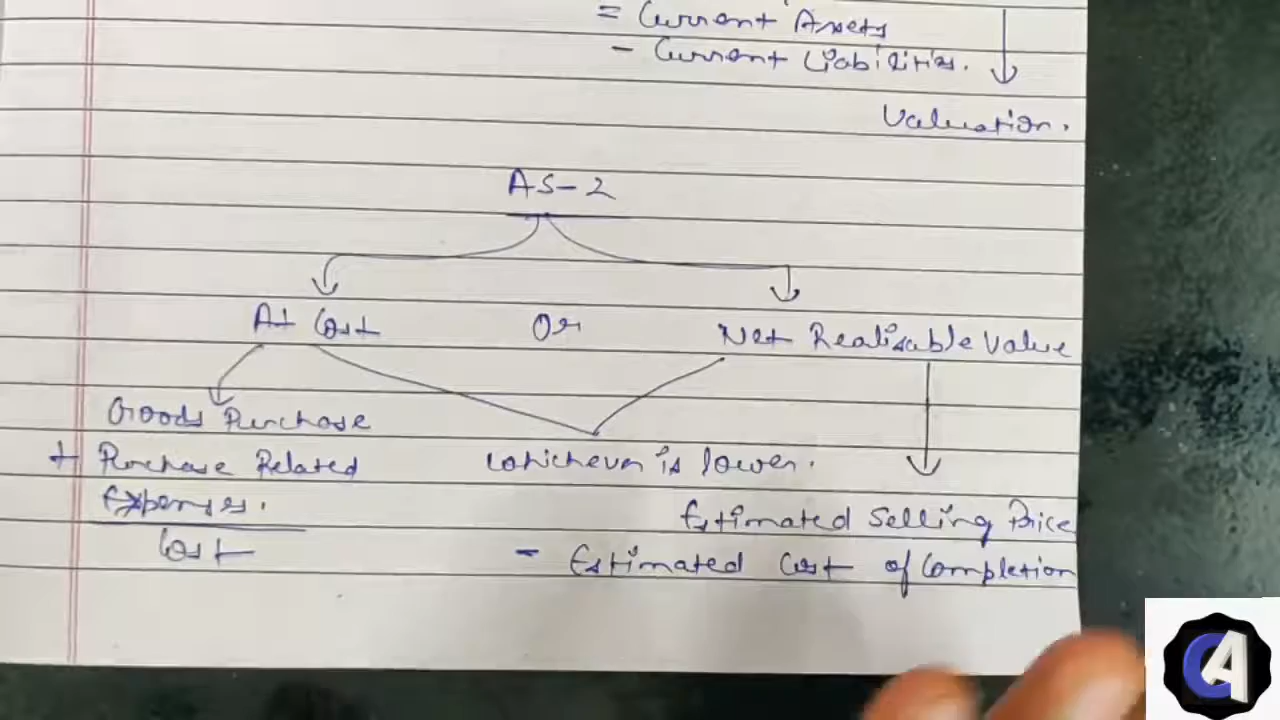 = Current Assets
- Current Liabilities.
Valuation.
AS-2
At Cost Or Net Realisable Value
Goods Purchase
+ Purchase Related whichever is lower.
Expenses.
Estimated Selling Price
Cost
- Estimated Cost of Completion
CA